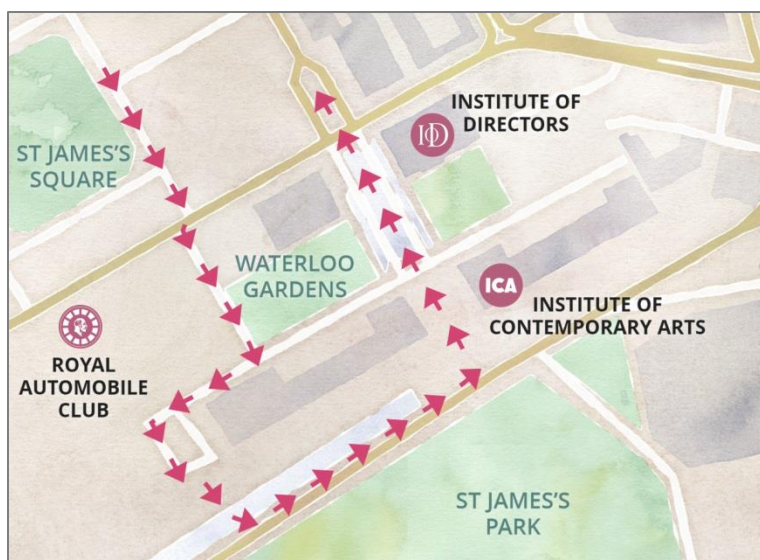 INSTITUTE OF
DIRECTORS
IOD
ST JAMES'S
SQUARE
WATERLOO
GARDENS
ICA
INSTITUTE OF
CONTEMPORARY ARTS
ROYAL
AUTOMOBILE
CLUB
ST JAMES'S
PARK